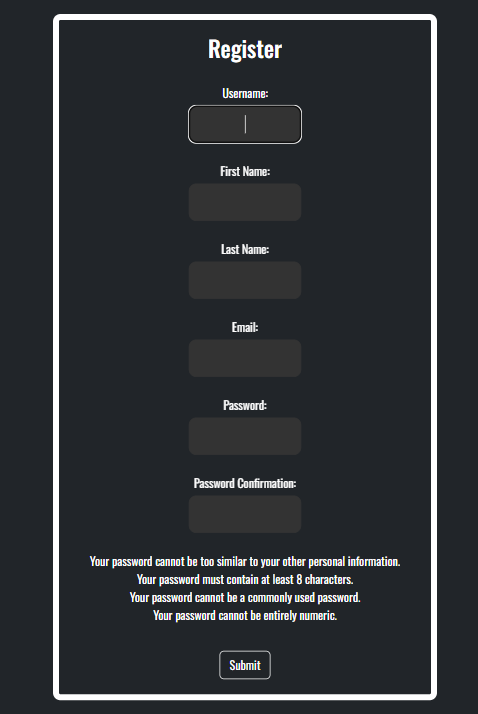 Register
Username:
First Name:
Last Name:
Email:
Password:
Password Confirmation:
Your password cannot be too similar to your other personal information.
Your password must contain at least 8 characters.
Your password cannot be a commonly used password.
Your password cannot be entirely numeric.
Submit